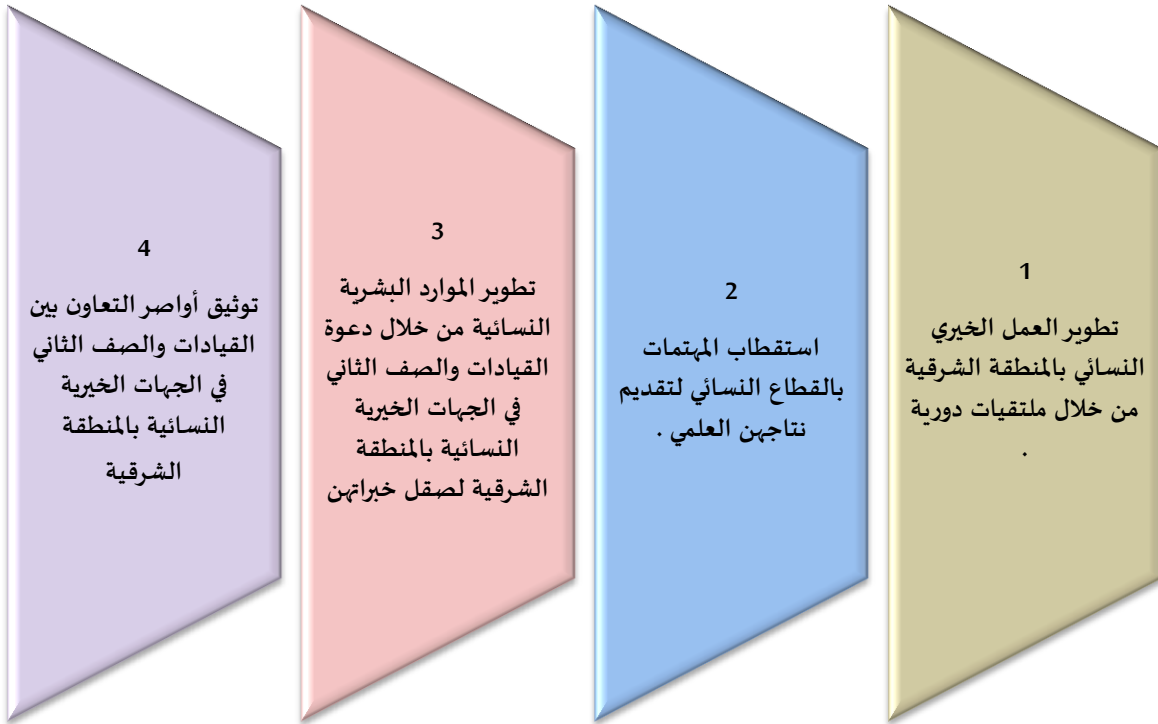 1
تطوير العمل الخيري
النسائي بالمنطقة الشرقية
من خلال ملتقيات دورية
.
2
استقطاب المهتمات
بالقطاع النسائي لتقديم
نتاجهن العلمي .
3
تطوير الموارد البشرية
النسائية من خلال دعوة
القيادات والصف الثاني
في الجهات الخيرية
النسائية بالمنطقة
الشرقية لصقل خبراتهن
4
توثيق أواصر التعاون بين
القيادات والصف الثاني
في الجهات الخيرية
النسائية بالمنطقة
الشرقية